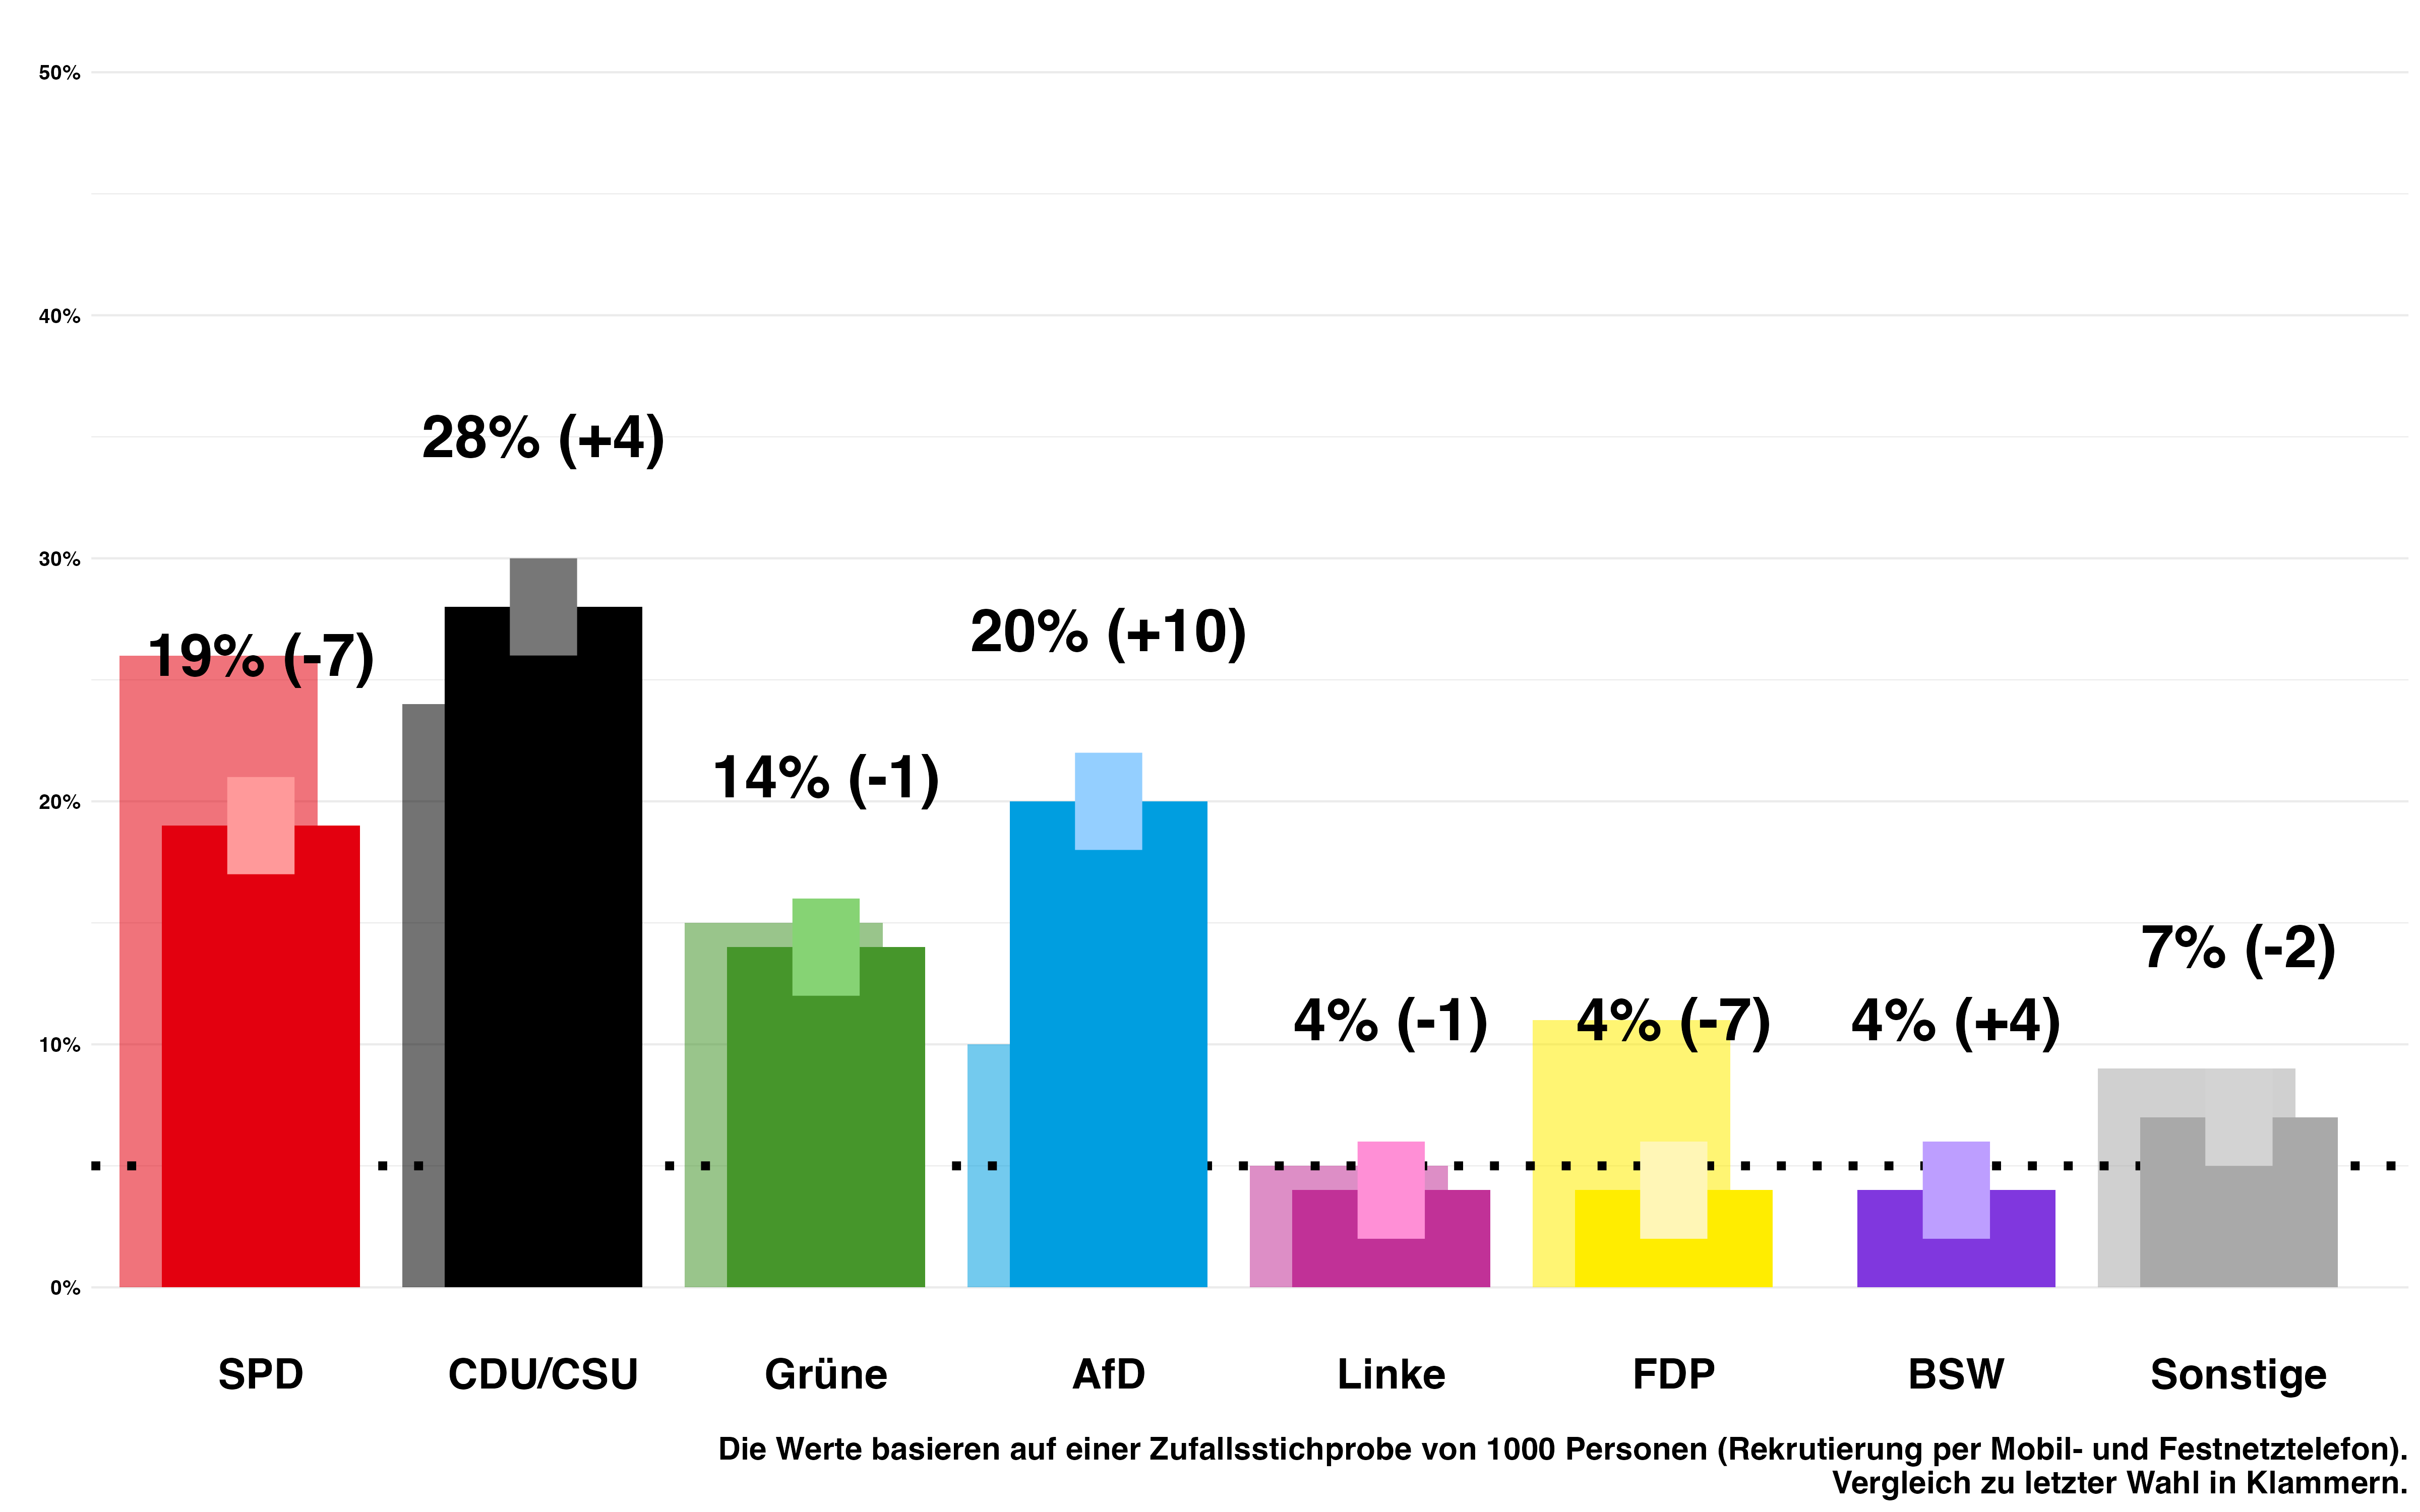 50%
40%
30%
20%
10%
0%
28% (+4)
19% (-7)
20% (+10)
14% (-1)
7% (-2)
4% (-1)
4% (-7)
4% (+4)
SPD
CDU/CSU
Grüne
AfD
Linke
FDP
BSW
Sonstige
Die Werte basieren auf einer Zufallsstichprobe von 1000 Personen (Rekrutierung per Mobil- und Festnetztelefon).
Vergleich zu letzter Wahl in Klammern.